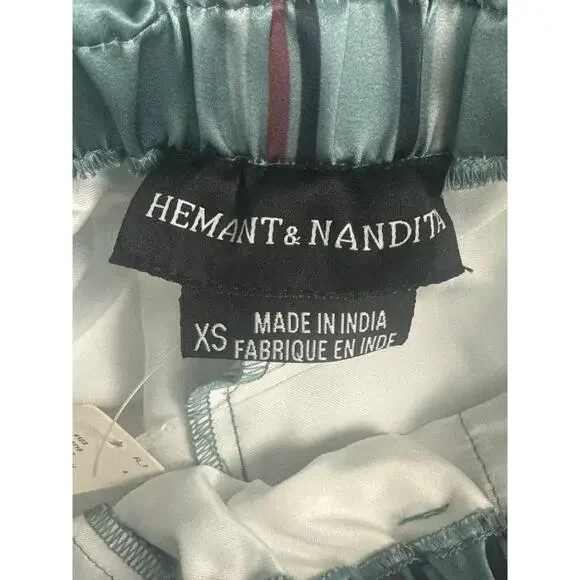 HEMANT & NANDITA
XS
MADE IN INDIA
FABRIQUE EN INDE